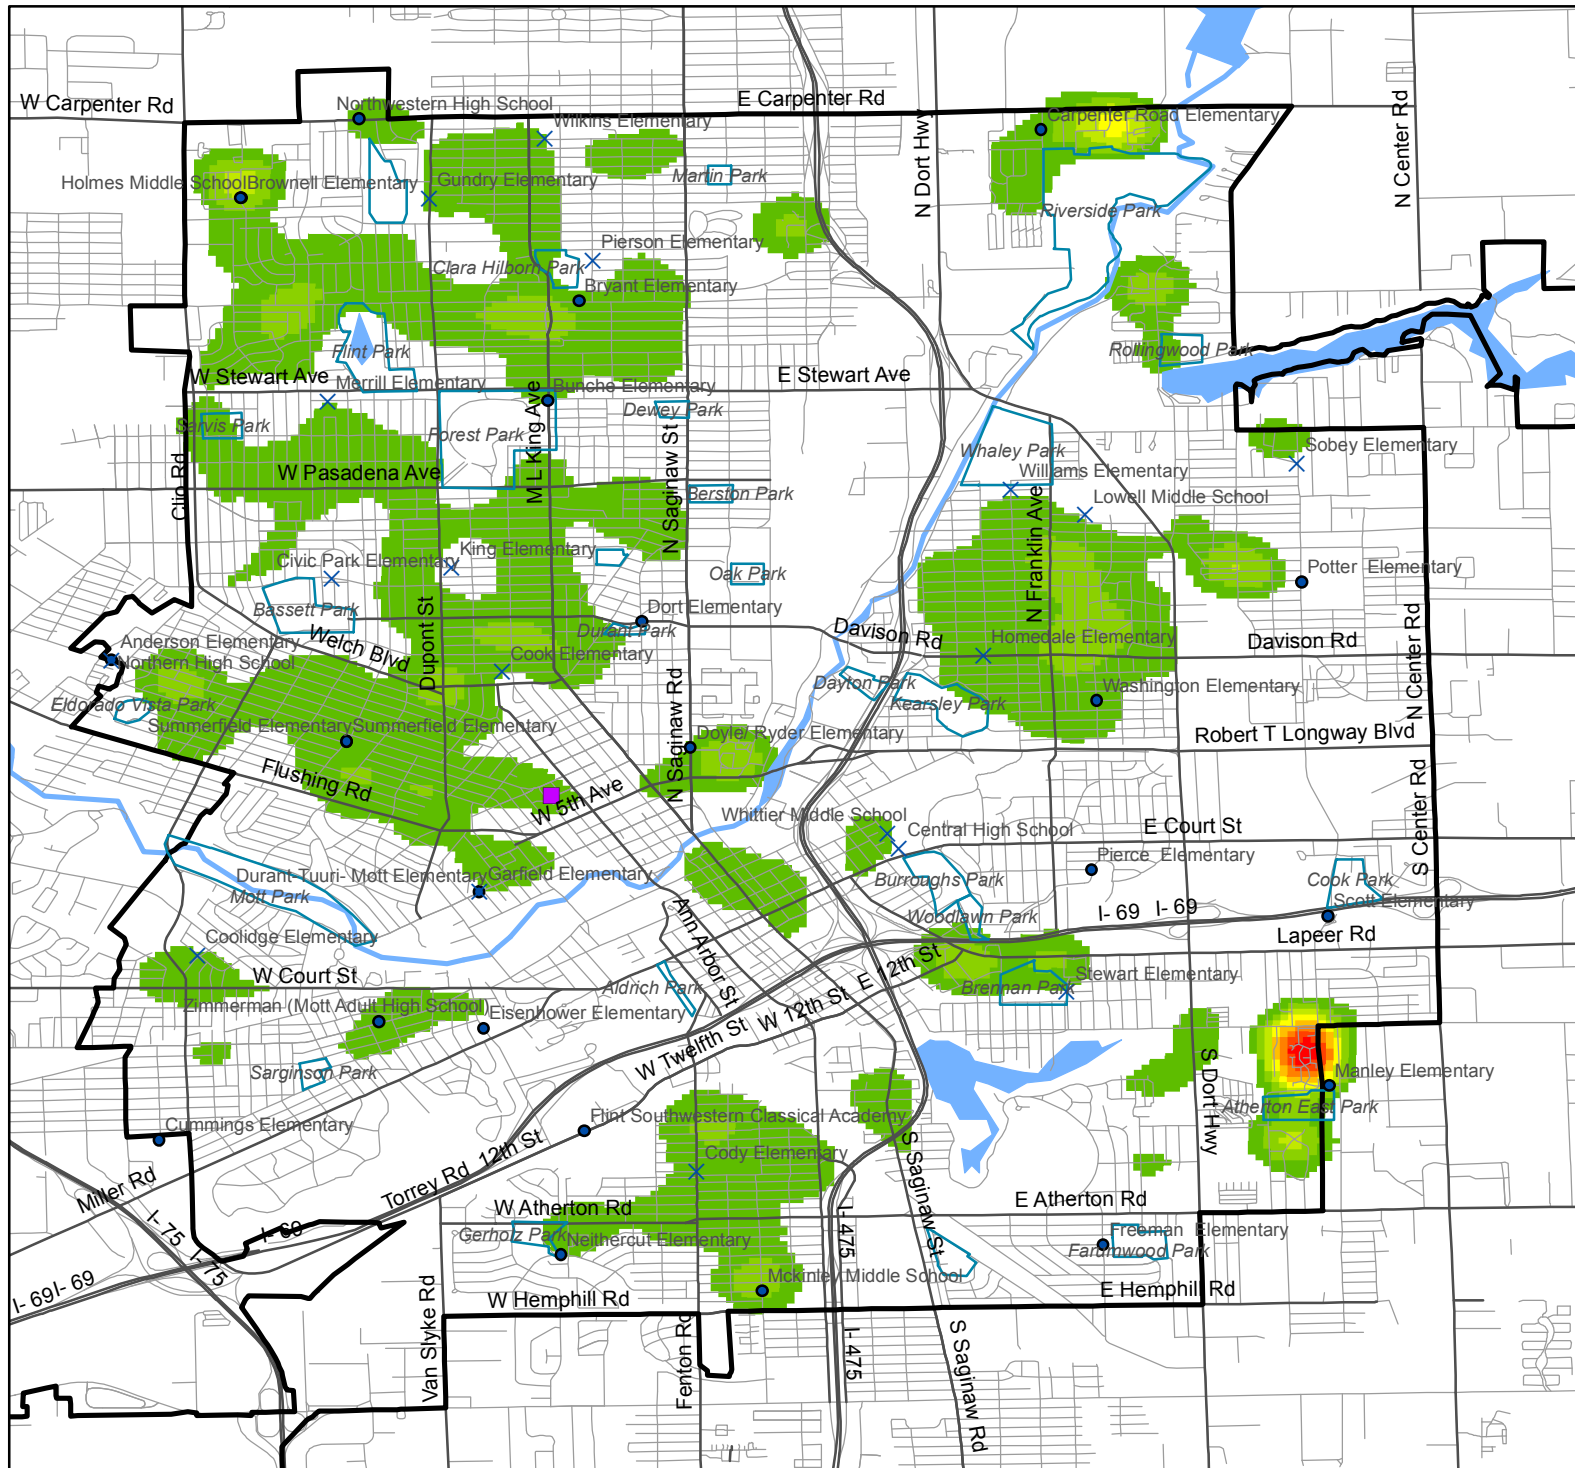 W Carpenter Rd
Northwestern High School
E Carpenter Rd
Carpenter Road Elementary
Wilkins Elementary
N Dort Hwy
N Center Rd
Holmes Middle School
Brownell Elementary
Gundry Elementary
Martin Park
Riverside Park
Pierson Elementary
Clara Hilborn Park
Bryant Elementary
Flint Park
Rollingwood Park
W Stewart Ave
Merrill Elementary
Bunche Elementary
E Stewart Ave
Dewey Park
Sarvis Park
Forest Park
M L king Ave
N Saginaw St
Whaley Park
Sobey Elementary
W Pasadena Ave
Williams Elementary
Clio Rd
Berston Park
Lowell Middle School
N Franklin Ave
Civic Park Elementary
King Elementary
Oak Park
Potter Elementary
Bassett Park
Dort Elementary
Durant Park
Welch Blvd
Dupont St
Davison Rd
Homedale Elementary
Davison Rd
N Center Rd
Anderson Elementary
Northern High School
Cook Elementary
Dayton Park
Kearsley Park
Washington Elementary
Eldorado Vista Park
Summerfield Elementary
Summerfield Elementary
N Saginaw Rd
Doyle/ Ryder Elementary
Robert T Longway Blvd
Flushing Rd
W 5th Ave
Whittier Middle School
Central High School
E Court St
S Center Rd
Pierce Elementary
Durant-Tuuri- Mott Elementary
Garfield Elementary
Mott Park
Burroughs Park
Cook Park
Scott Elementary
Woodlawn Park
I- 69
I- 69
Ann Arbor St
Lapeer Rd
Coolidge Elementary
W Court St
E 12th St
Stewart Elementary
Aldrich Park
Brennan Park
Zimmerman (Mott Adult High School)
Eisenhower Elementary
W 12th St
W Twelfth St
Sarginson Park
S Dort Hwy
Manley Elementary
Atherton East Park
Cummings Elementary
Flint Southwestern Classical Academy
12th St
Cody Elementary
Torrey Rd
Miller Rd
S Saginaw St
W Atherton Rd
E Atherton Rd
I- 75
I- 75
I- 69
I- 475
Gerholz Park
Neithercut Elementary
Freeman Elementary
Farumwood Park
Mckinley Middle School
I- 69
I- 69
W Hemphill Rd
E Hemphill Rd
Van Slyke Rd
Fenton Rd
I- 475
S Saginaw Rd